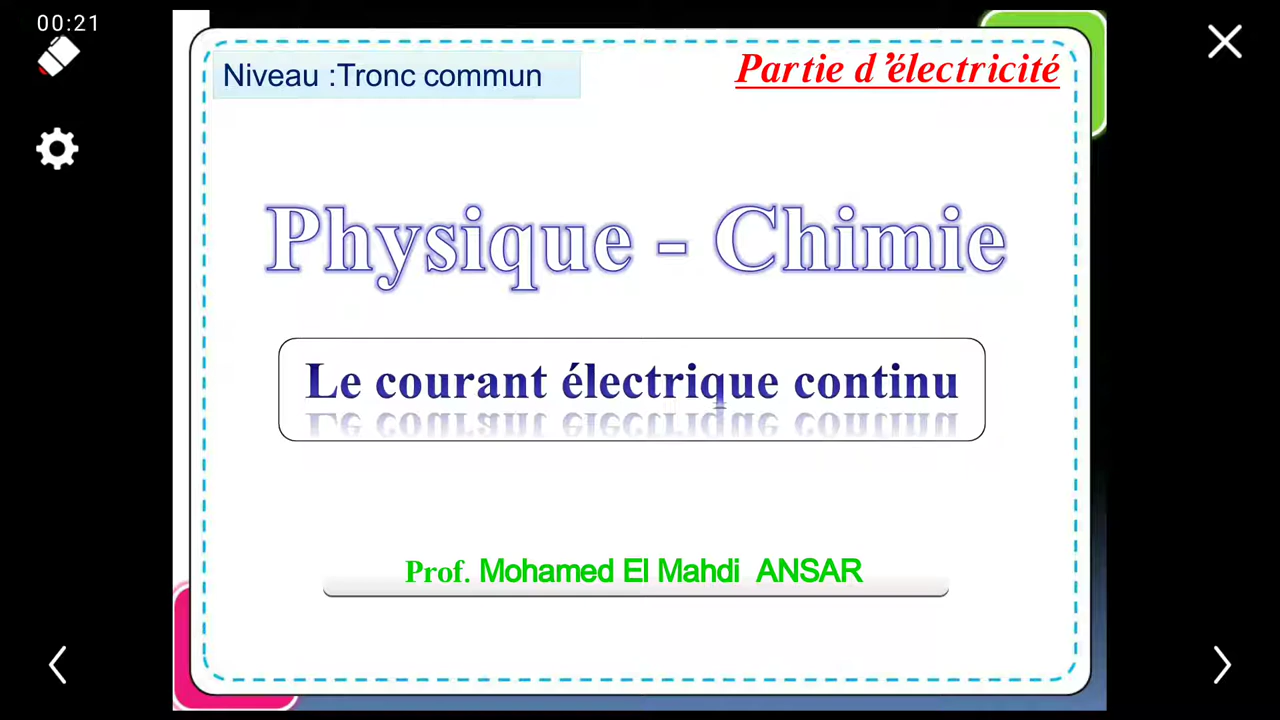 00:21
Niveau :Tronc commun
Partie d’électricité
Physique - Chimie
Le courant électrique continu
Prof. Mohamed El Mahdi ANSAR